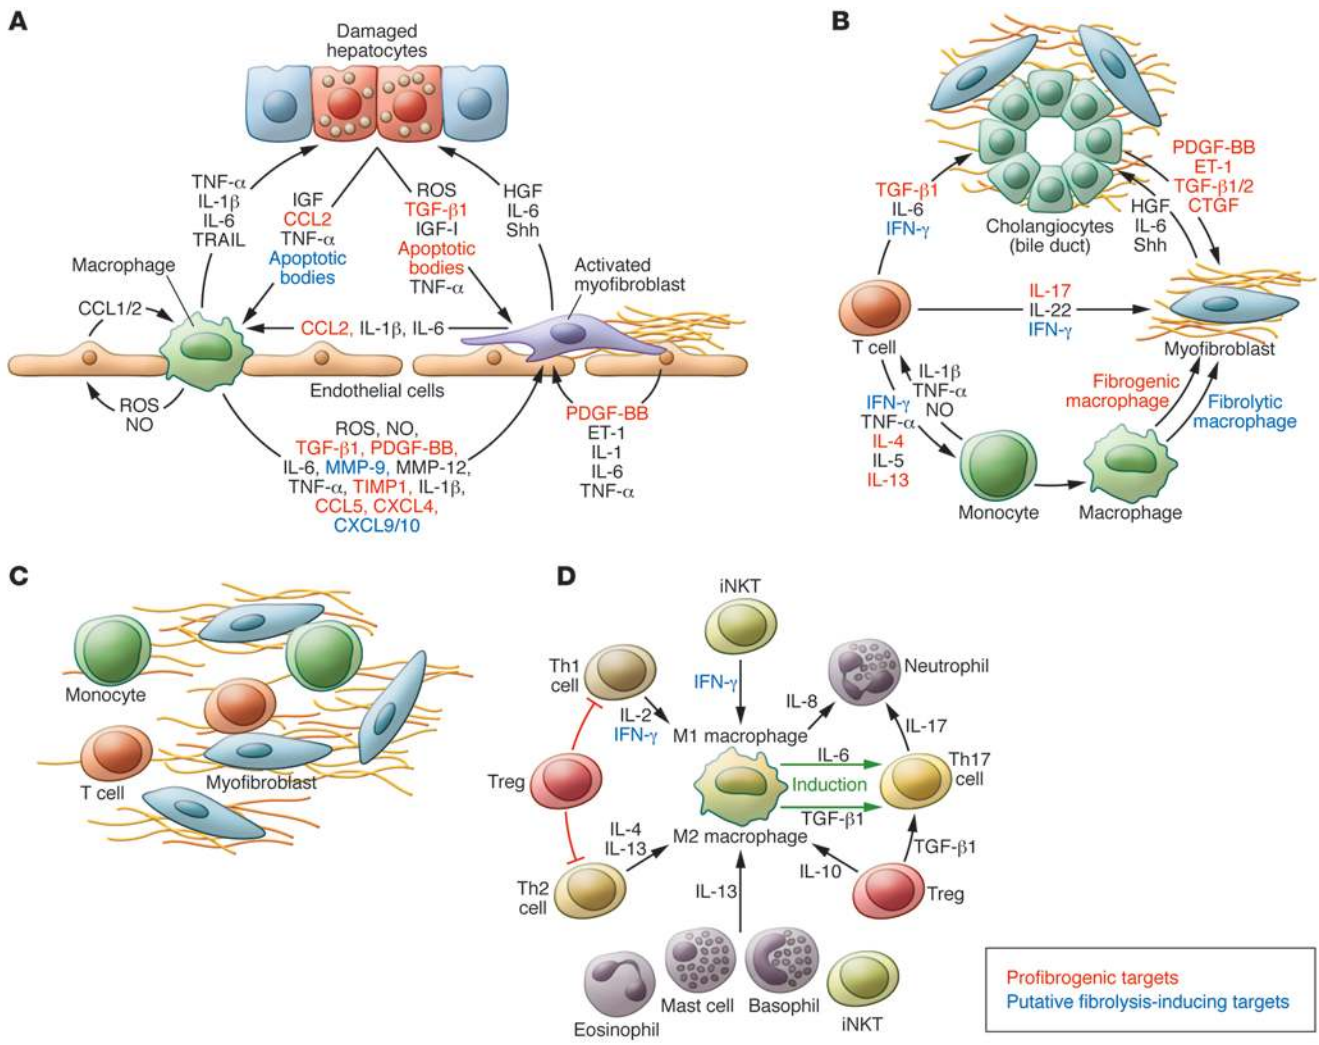 A
Damaged
hepatocytes
TNF-α
IL-1β
IL-6
TRAIL
IGF
CCL2
TNF-α
Apoptotic
bodies
ROS
TGF-β1
IGF-I
Apoptotic
bodies
TNF-α
HGF
IL-6
Shh
Macrophage
Activated
myofibroblast
CCL1/2
CCL2, IL-1β, IL-6
Endothelial cells
ROS
NO
ROS, NO,
TGF-β1, PDGF-BB,
IL-6, MMP-9, MMP-12,
TNF-α, TIMP1, IL-1β,
CCL5, CXCL4,
CXCL9/10
PDGF-BB
ET-1
IL-1
IL-6
TNF-α
B
PDGF-BB
ET-1
TGF-β1/2
CTGF
TGF-β1
IL-6
IFN-γ
Cholangiocytes
(bile duct)
HGF
IL-6
Shh
IL-17
IL-22
IFN-γ
T cell
Myofibroblast
IL-1β
TNF-α
NO
IFN-γ
TNF-α
IL-4
IL-5
IL-13
Fibrogenic
macrophage
Fibrolytic
macrophage
Monocyte
Macrophage
C
Monocyte
T cell
Myofibroblast
D
iNKT
Th1
cell
IFN-γ
Neutrophil
IL-2
IFN-γ
IL-8
M1 macrophage
IL-17
IL-6
Th17
cell
Treg
Induction
TGF-β1
M2 macrophage
IL-4
IL-13
TGF-β1
IL-10
Th2
cell
IL-13
Treg
Mast cell
Basophil
Eosinophil
iNKT
Profibrogenic targets
Putative fibrolysis-inducing targets